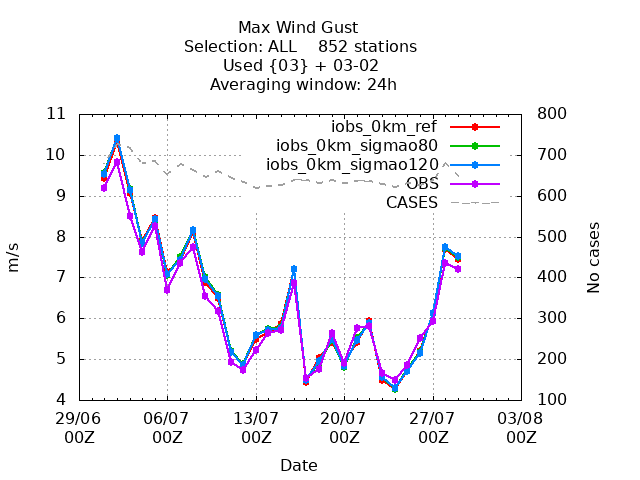 Max Wind Gust
Selection: ALL    852 stations
Used {03} + 03-02
Averaging window: 24h
11
10
9
8
7
6
5
4
m/s
800
700
600
500
400
300
200
100
No cases
iobs_0km_ref
iobs_0km_sigmao80
iobs_0km_sigmao120
OBS
CASES
29/06 06/07 13/07 20/07 27/07 03/08
00Z 00Z 00Z 00Z 00Z 00Z
Date